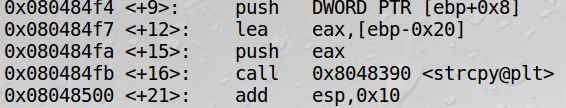 0x080484f4 <+9>: push DWORD PTR [ebp+0x8]
0x080484f7 <+12>: lea eax,[ebp-0x20]
0x080484fa <+15>: push eax
0x080484fb <+16>: call 0x8048390 <strcpy@plt>
0x08048500 <+21>: add esp,0x10